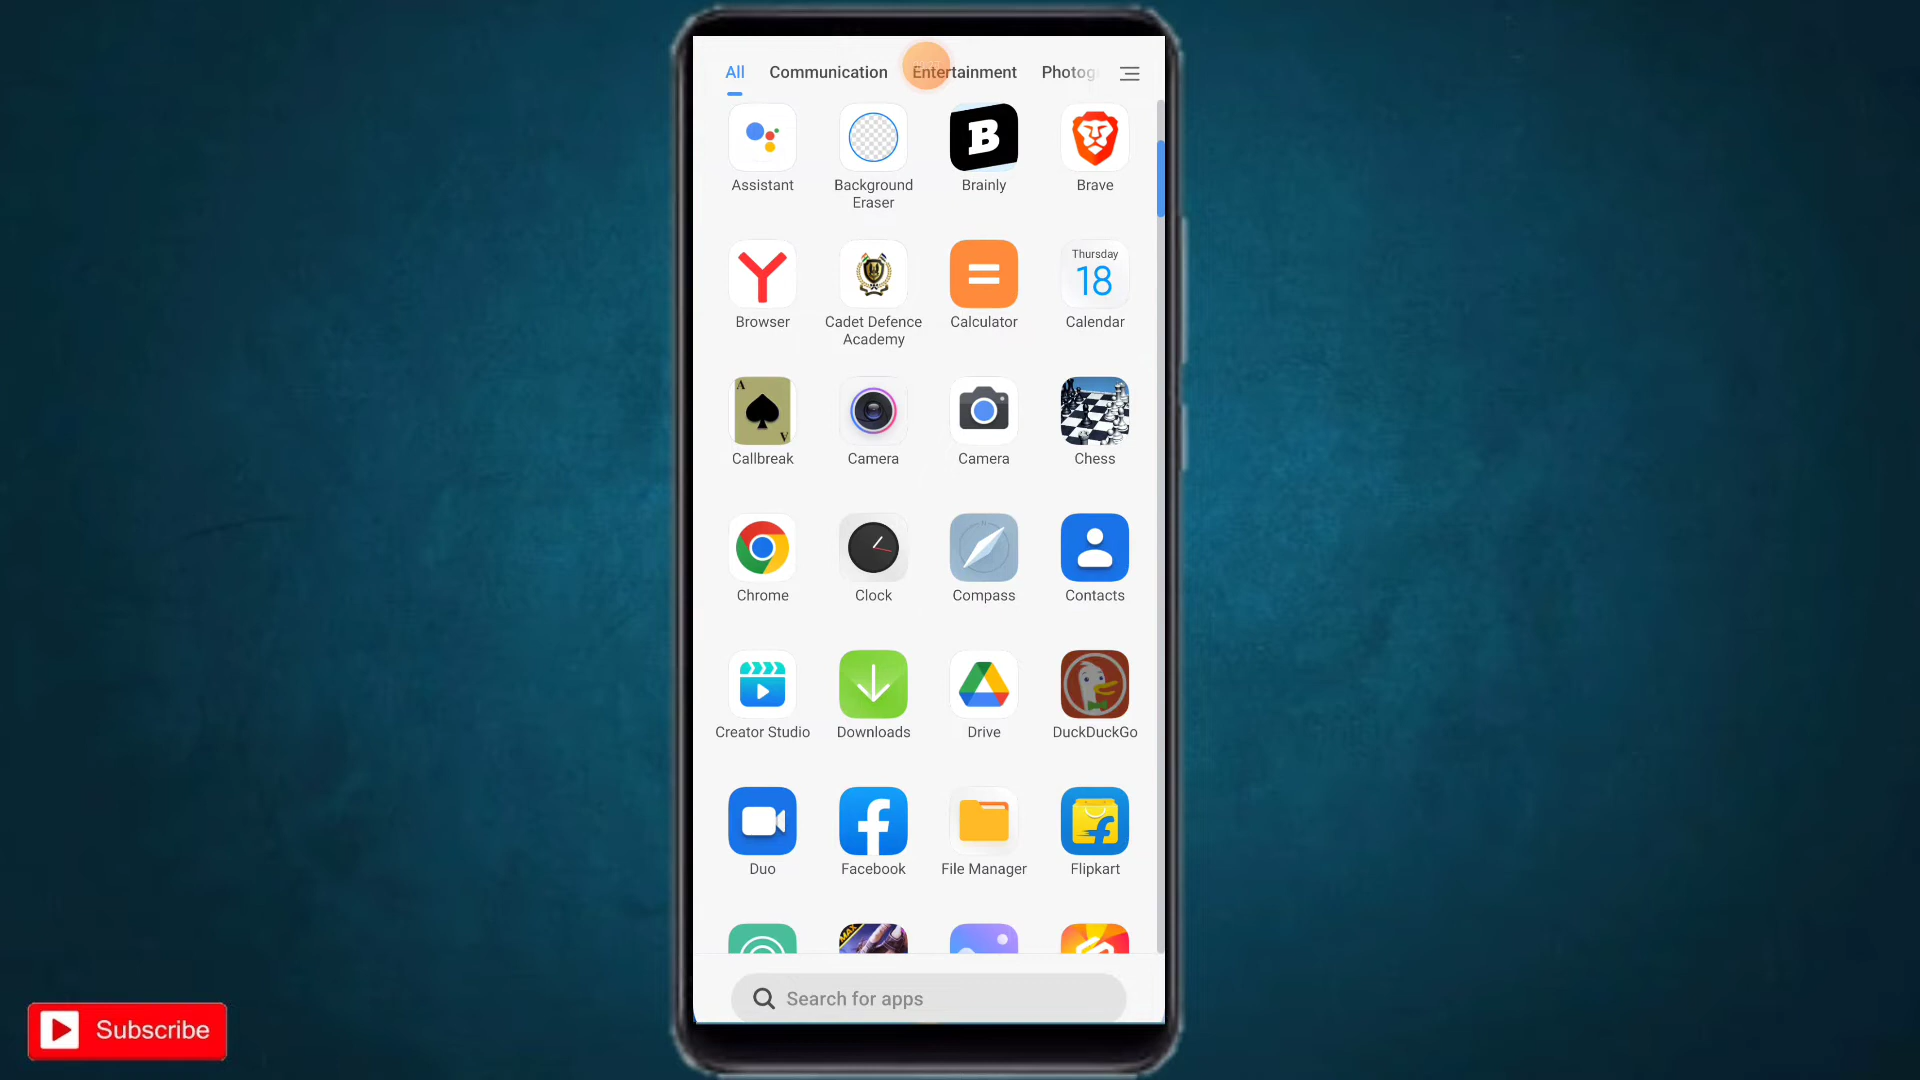 All Communication Entertainment Photog
Assistant Background Brainly Brave
Eraser
Thursday
18
Browser Cadet Defence Calculator Calendar
Academy
A
Callbreak Camera Camera Chess
Chrome Clock Compass Contacts
Creator Studio Downloads Drive DuckDuckGo
Duo Facebook File Manager Flipkart
MAX
Search for apps
Subscribe